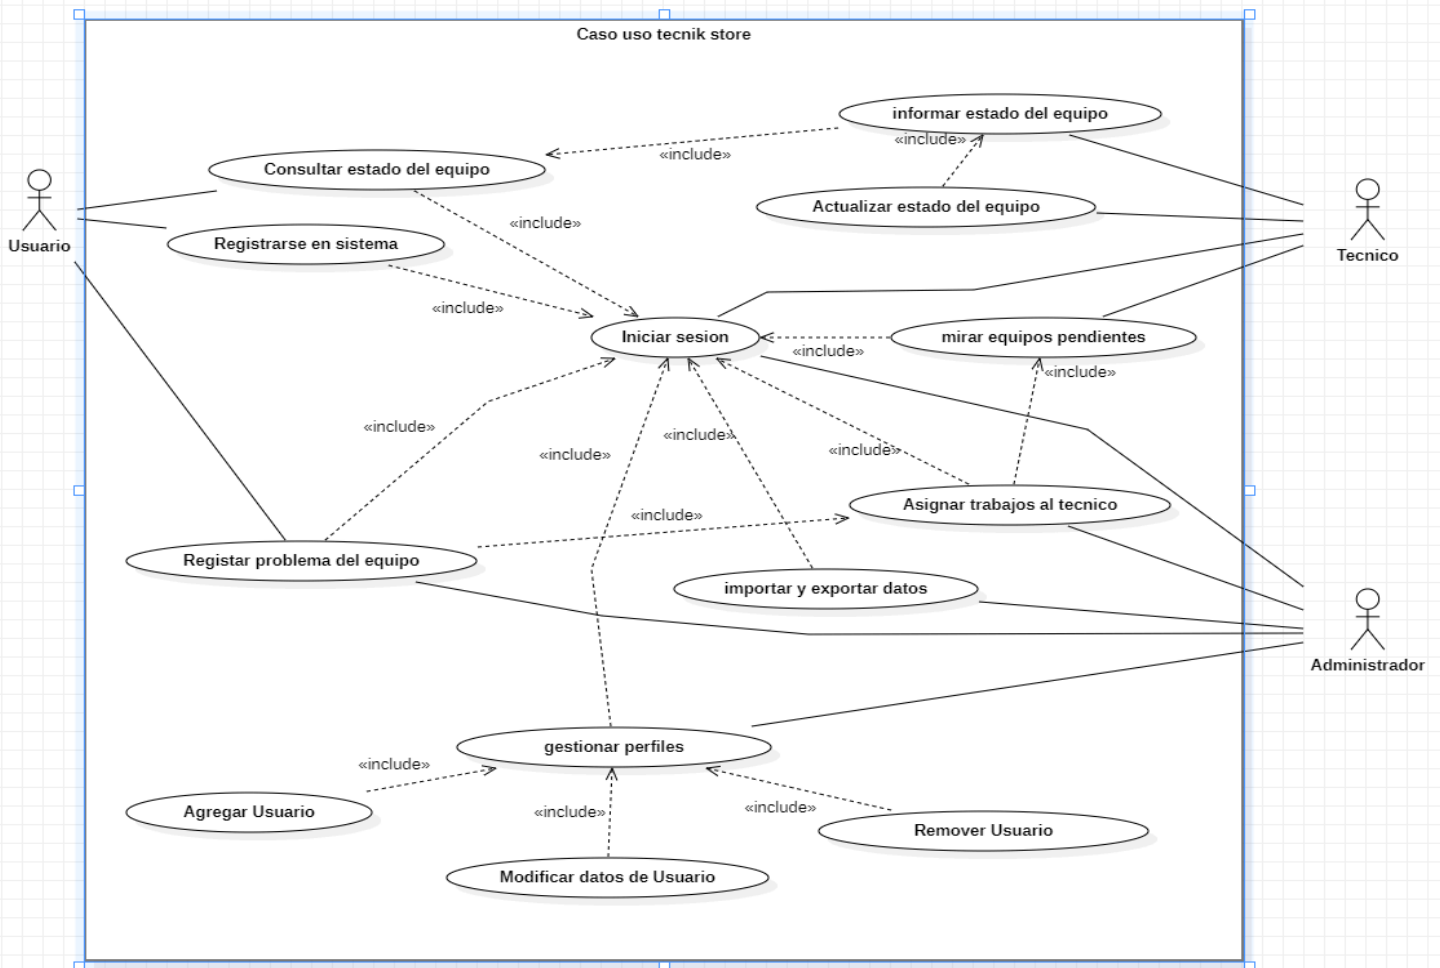 Caso uso tecnik store
informar estado del equipo
«include»
«include»
Consultar estado del equipo
Actualizar estado del equipo
«include»
Usuario
Registrarse en sistema
Tecnico
«include»
Iniciar sesion
mirar equipos pendientes
«include»
«include»
«include»
«include»
«include»
«include»
Asignar trabajos al tecnico
«include»
Registar problema del equipo
importar y exportar datos
Administrador
gestionar perfiles
«include»
Agregar Usuario
«include»
«include»
Remover Usuario
Modificar datos de Usuario